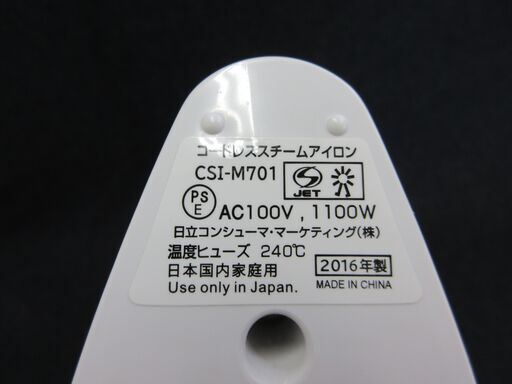 コードレススチームアイロン
CSI-M701
JET
PS
E
AC100V, 1100W
日立コンシューマ・マーケティング(株)
温度ヒューズ 240℃
日本国内家庭用
Use only in Japan.
2016年製
MADE IN CHINA